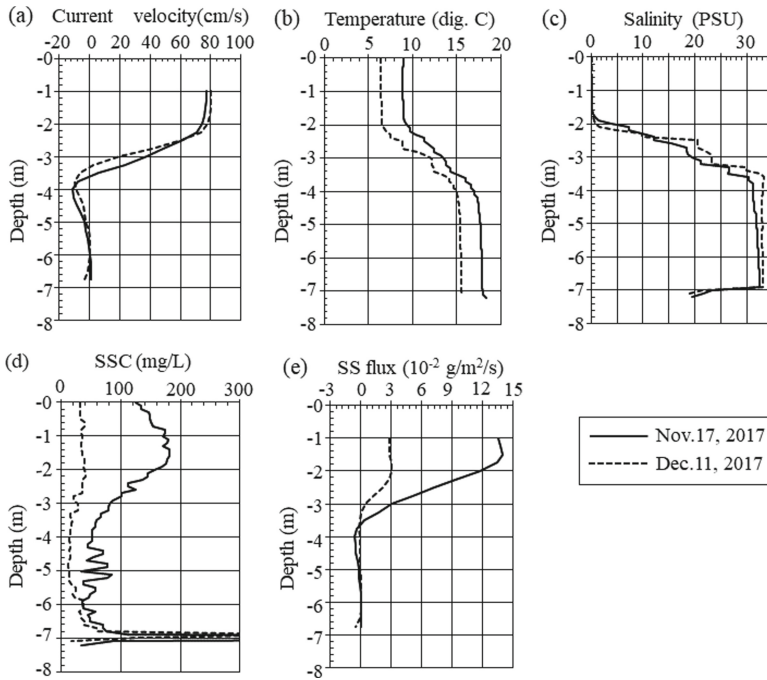 (a) Current velocity(cm/s)
-20 0 20 40 60 80 100
-0
-1
-2
-3
-4
-5
-6
-7
-8
Depth (m)
(b) Temperature (dig. C)
0 5 10 15 20
-0
-1
-2
-3
-4
-5
-6
-7
-8
Depth (m)
(c) Salinity (PSU)
0 10 20 30
-0
-1
-2
-3
-4
-5
-6
-7
-8
Depth (m)
(d) SSC (mg/L)
0 100 200 300
-0
-1
-2
-3
-4
-5
-6
-7
-8
Depth (m)
(e) SS flux (10⁻² g/m²/s)
-3 0 3 6 9 12 15
-0
-1
-2
-3
-4
-5
-6
-7
-8
Depth (m)
Nov.17, 2017
Dec.11, 2017